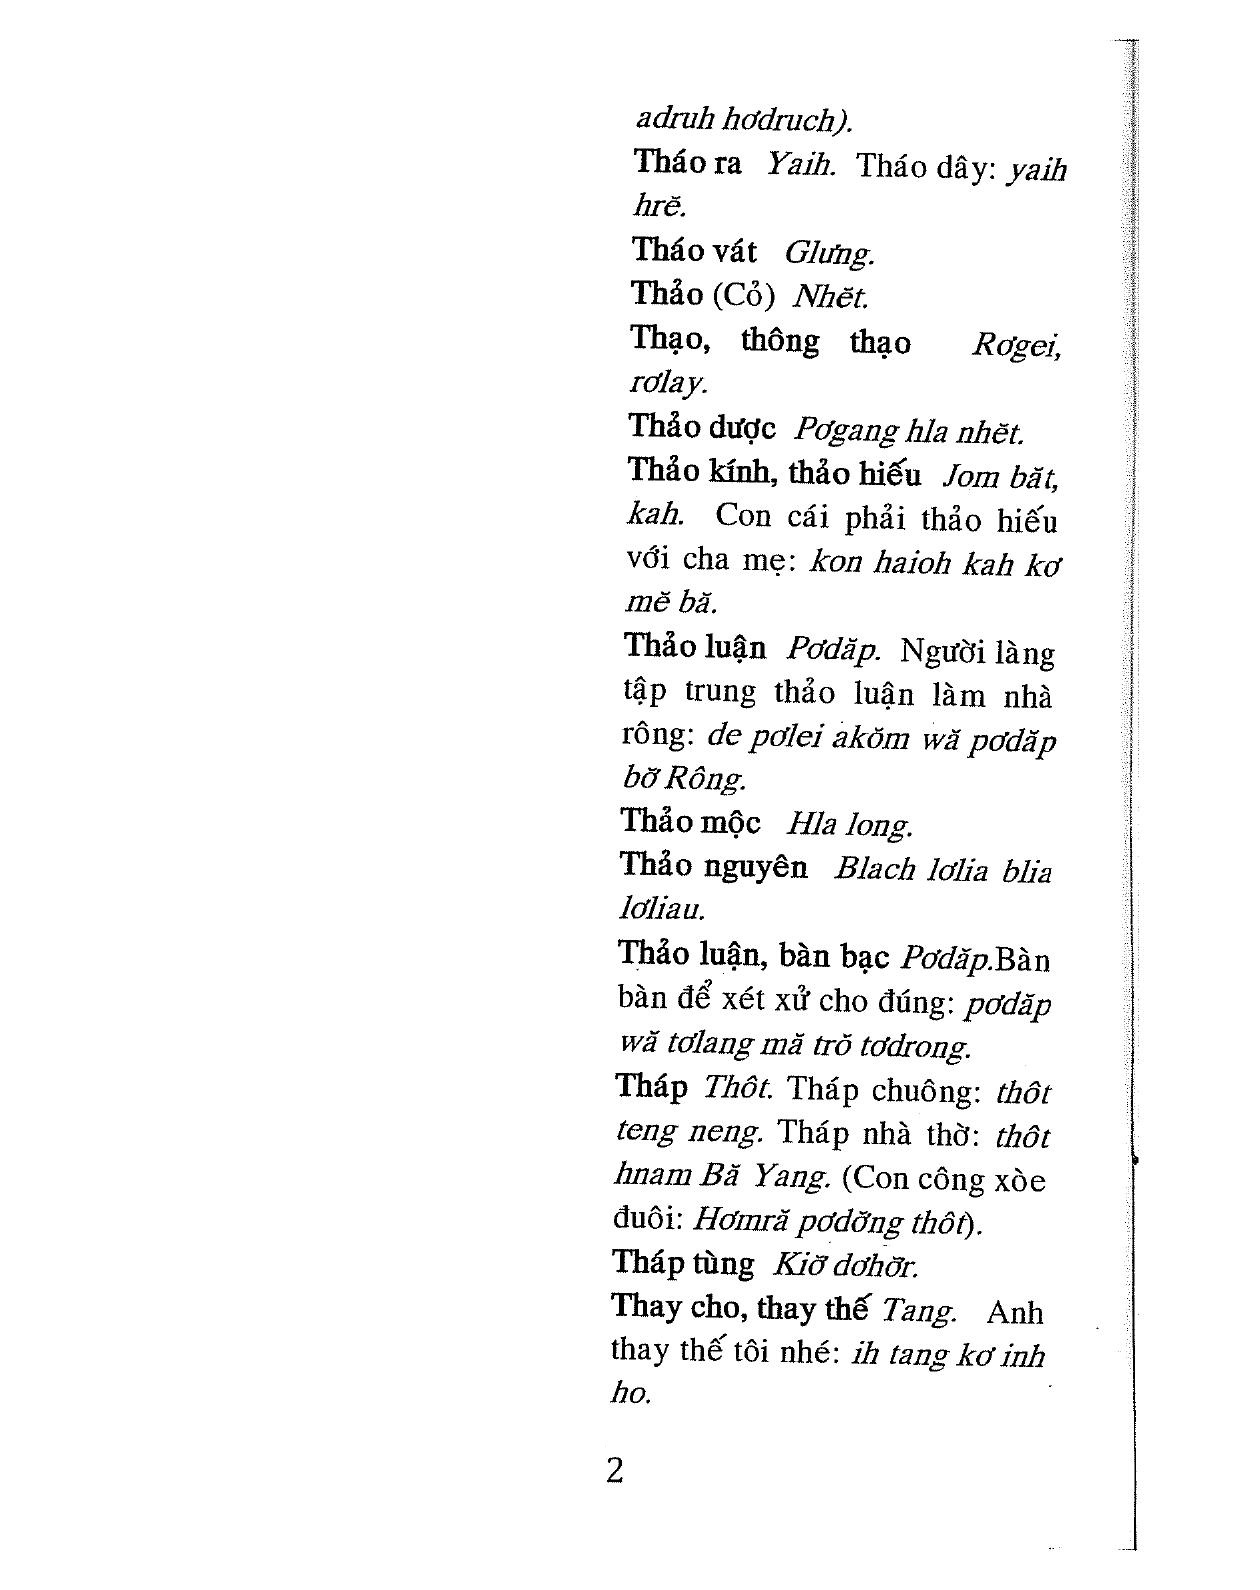 adruh hơdruch).
Tháo ra Yaih. Tháo dây: yaih
hrĕ.
Tháo vát Glưng.
Thảo (Cỏ) Nhĕt.
Thạo, thông thạo Rơgei,
rơlay.
Thảo dược Pơgang hla nhĕt.
Thảo kính, thảo hiếu Jom băt,
kah. Con cái phải thảo hiếu
với cha mẹ: kon haioh kah kơ
mĕ bă.
Thảo luận Pơdăp. Người làng
tập trung thảo luận làm nhà
rông: de pơlei akŏm wă pơdăp
bơ̆ Rông.
Thảo mộc Hla long.
Thảo nguyên Blach lơlia blia
lơliau.
Thảo luận, bàn bạc Pơdăp.Bàn
bàn để xét xử cho đúng: pơdăp
wă tơlang mă trŏ tơdrong.
Tháp Thôt. Tháp chuông: thôt
teng neng. Tháp nhà thờ: thôt
hnam Bă Yang. (Con công xòe
đuôi: Hơmră pơdơ̆ng thôt).
Tháp tùng Kiơ̆ dơhơ̆r.
Thay cho, thay thế Tang. Anh
thay thế tôi nhé: ih tang kơ inh
ho.
2